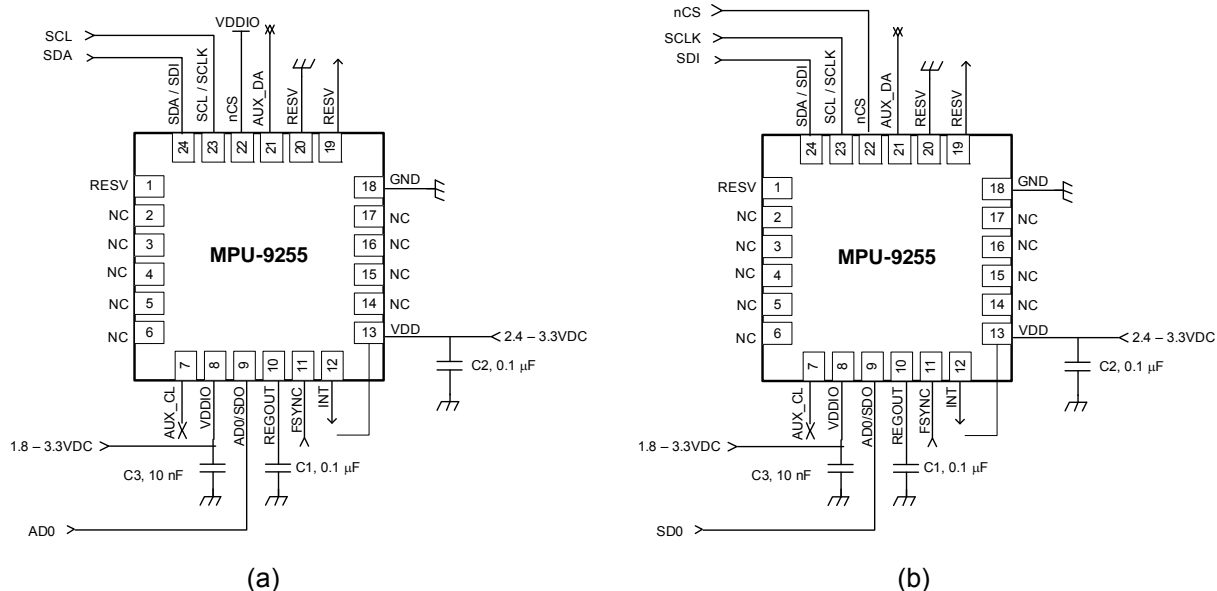 SCL
SDA
VDDIO
SDA / SDI
SCL / SCLK
nCS
AUX_DA
RESV
RESV
24
23
22
21
20
19
RESV
1
NC
2
NC
3
NC
4
NC
5
NC
6
MPU-9255
18
GND
17
NC
16
NC
15
NC
14
NC
13
VDD
2.4 – 3.3VDC
C2, 0.1 µF
7
8
9
10
11
12
AUX_CL
VDDIO
AD0/SDO
REGOUT
FSYNC
INT
1.8 – 3.3VDC
C3, 10 nF
C1, 0.1 µF
AD0
(a)
nCS
SCLK
SDI
SDA / SDI
SCL / SCLK
nCS
AUX_DA
RESV
RESV
24
23
22
21
20
19
RESV
1
NC
2
NC
3
NC
4
NC
5
NC
6
MPU-9255
18
GND
17
NC
16
NC
15
NC
14
NC
13
VDD
2.4 – 3.3VDC
C2, 0.1 µF
7
8
9
10
11
12
AUX_CL
VDDIO
AD0/SDO
REGOUT
FSYNC
INT
1.8 – 3.3VDC
C3, 10 nF
C1, 0.1 µF
SD0
(b)